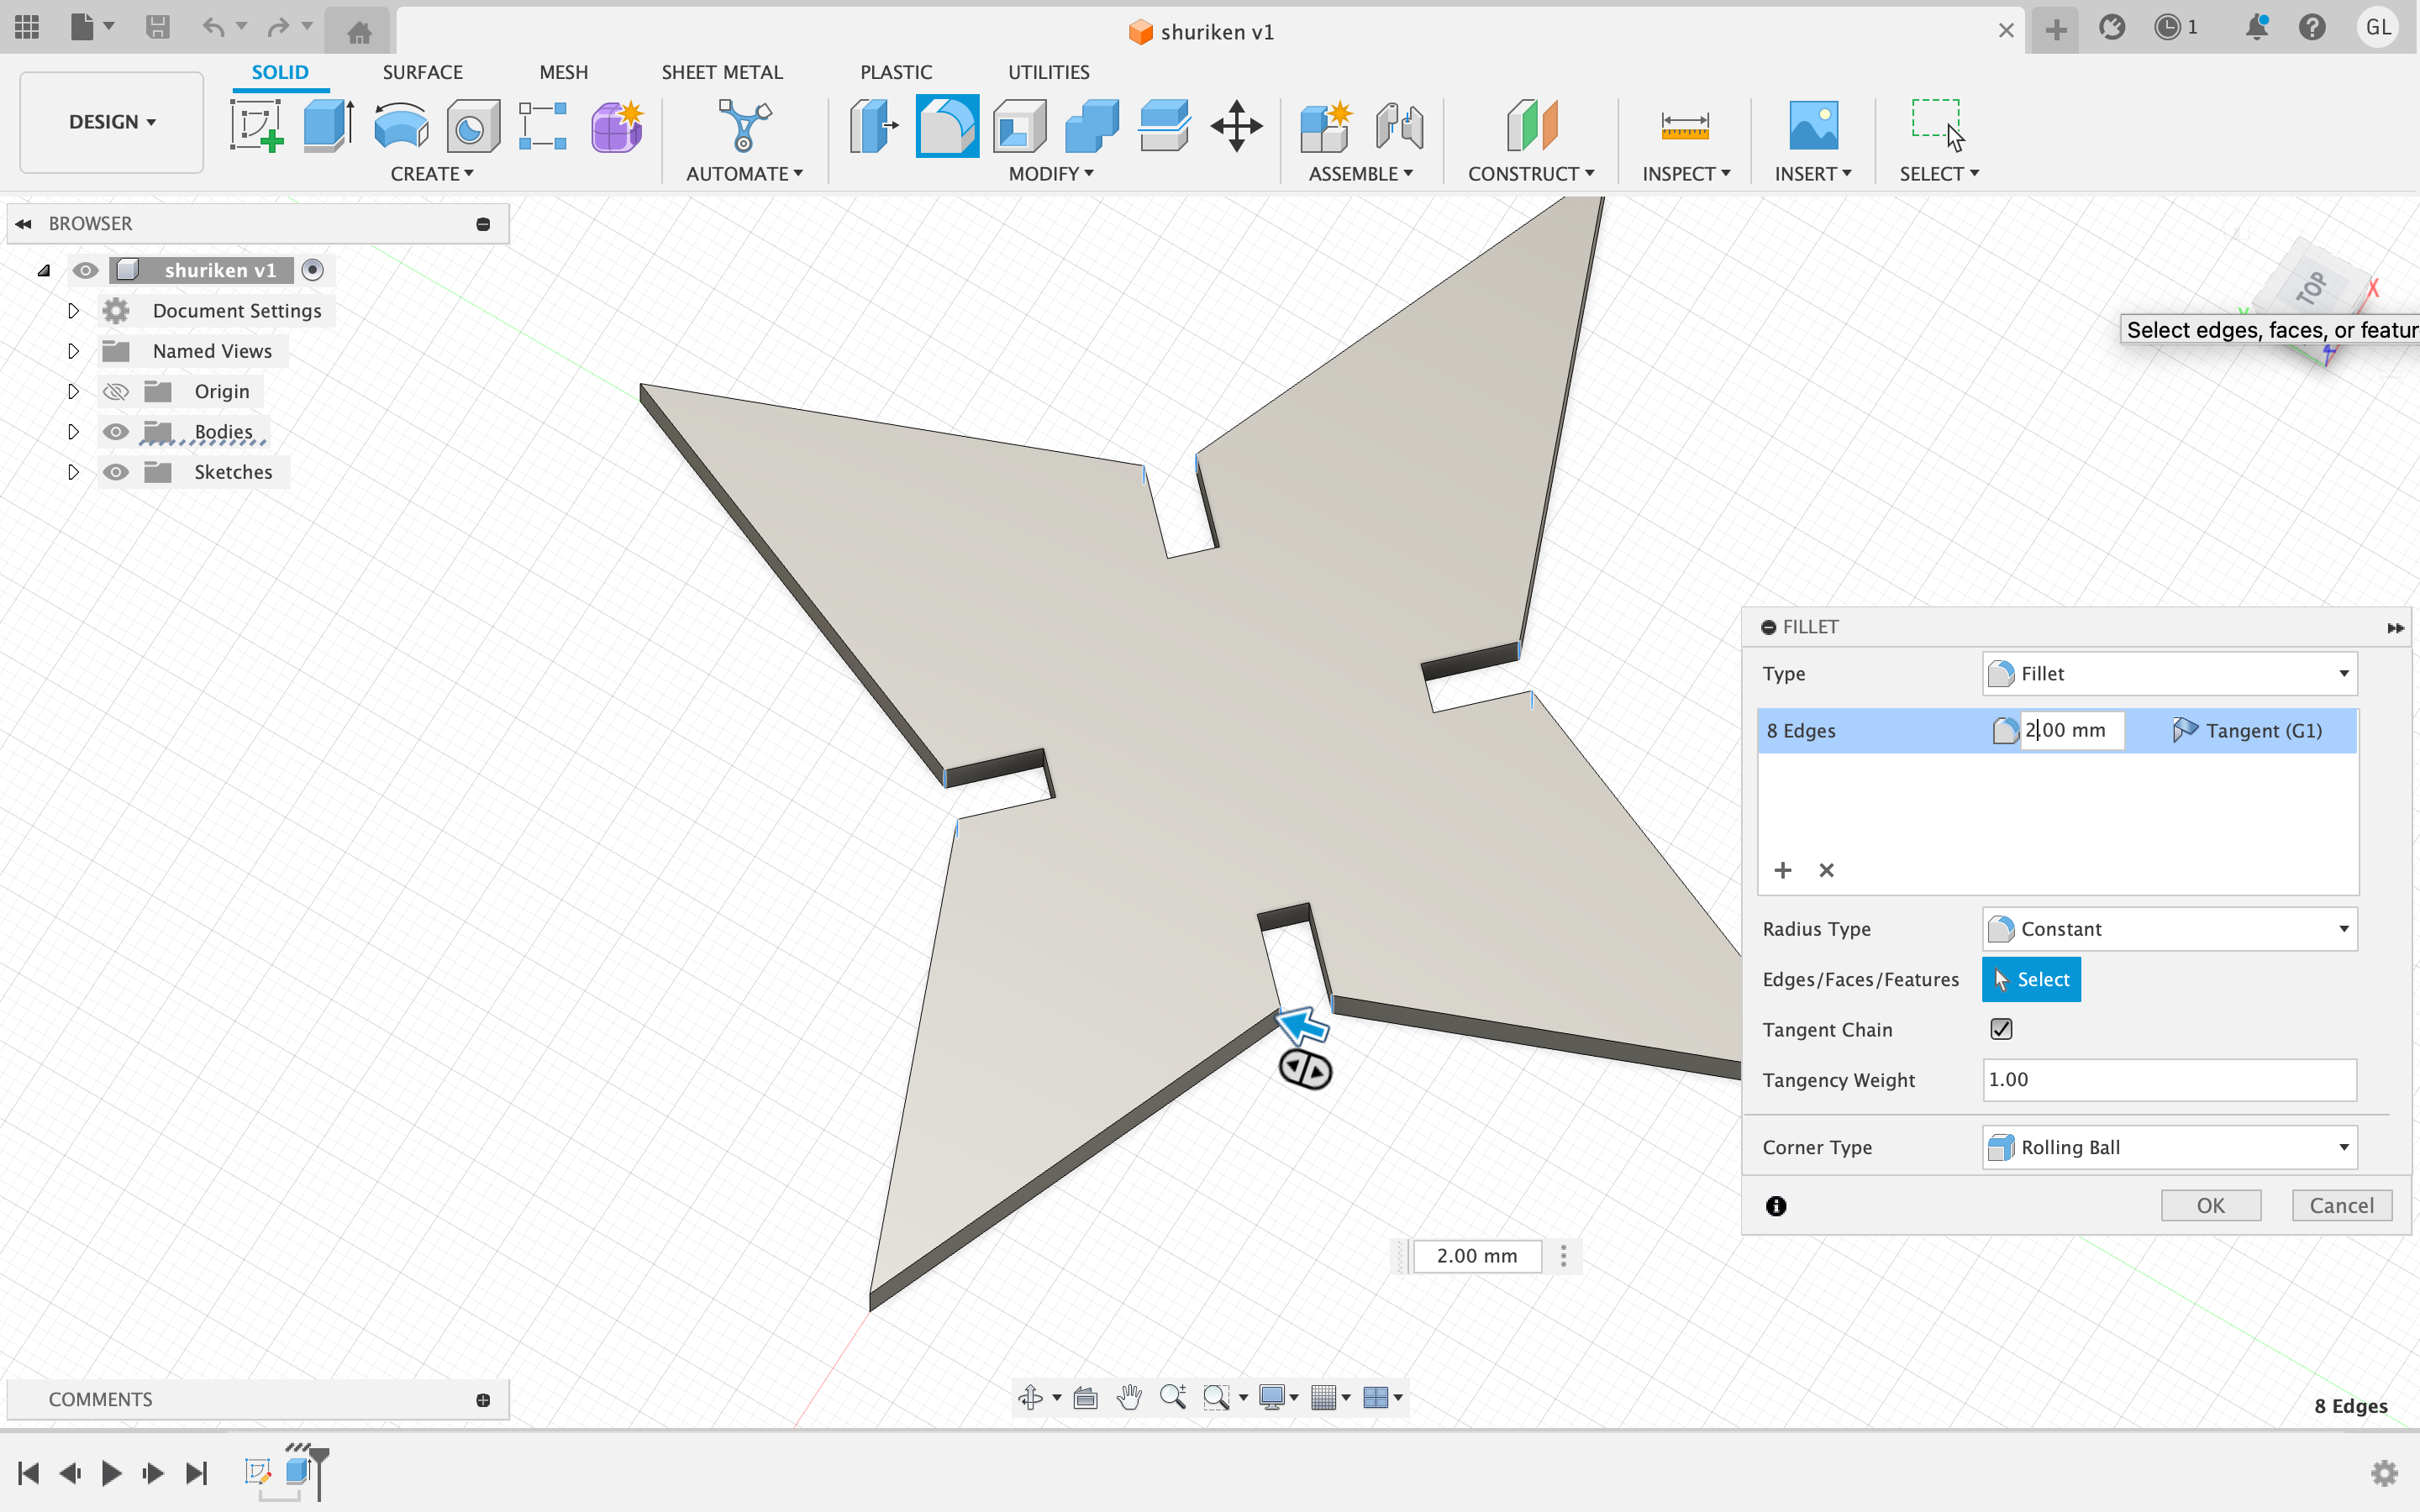 shuriken v1
1
GL
DESIGN
SOLID
SURFACE
MESH
SHEET METAL
PLASTIC
UTILITIES
CREATE
AUTOMATE
MODIFY
ASSEMBLE
CONSTRUCT
INSPECT
INSERT
SELECT
BROWSER
shuriken v1
Document Settings
Named Views
Origin
Bodies
Sketches
TOP
X
Select edges, faces, or featur
FILLET
Type
Fillet
8 Edges
2.00 mm
Tangent (G1)
Radius Type
Constant
Edges/Faces/Features
Select
Tangent Chain
Tangency Weight
1.00
Corner Type
Rolling Ball
OK
Cancel
2.00 mm
COMMENTS
8 Edges